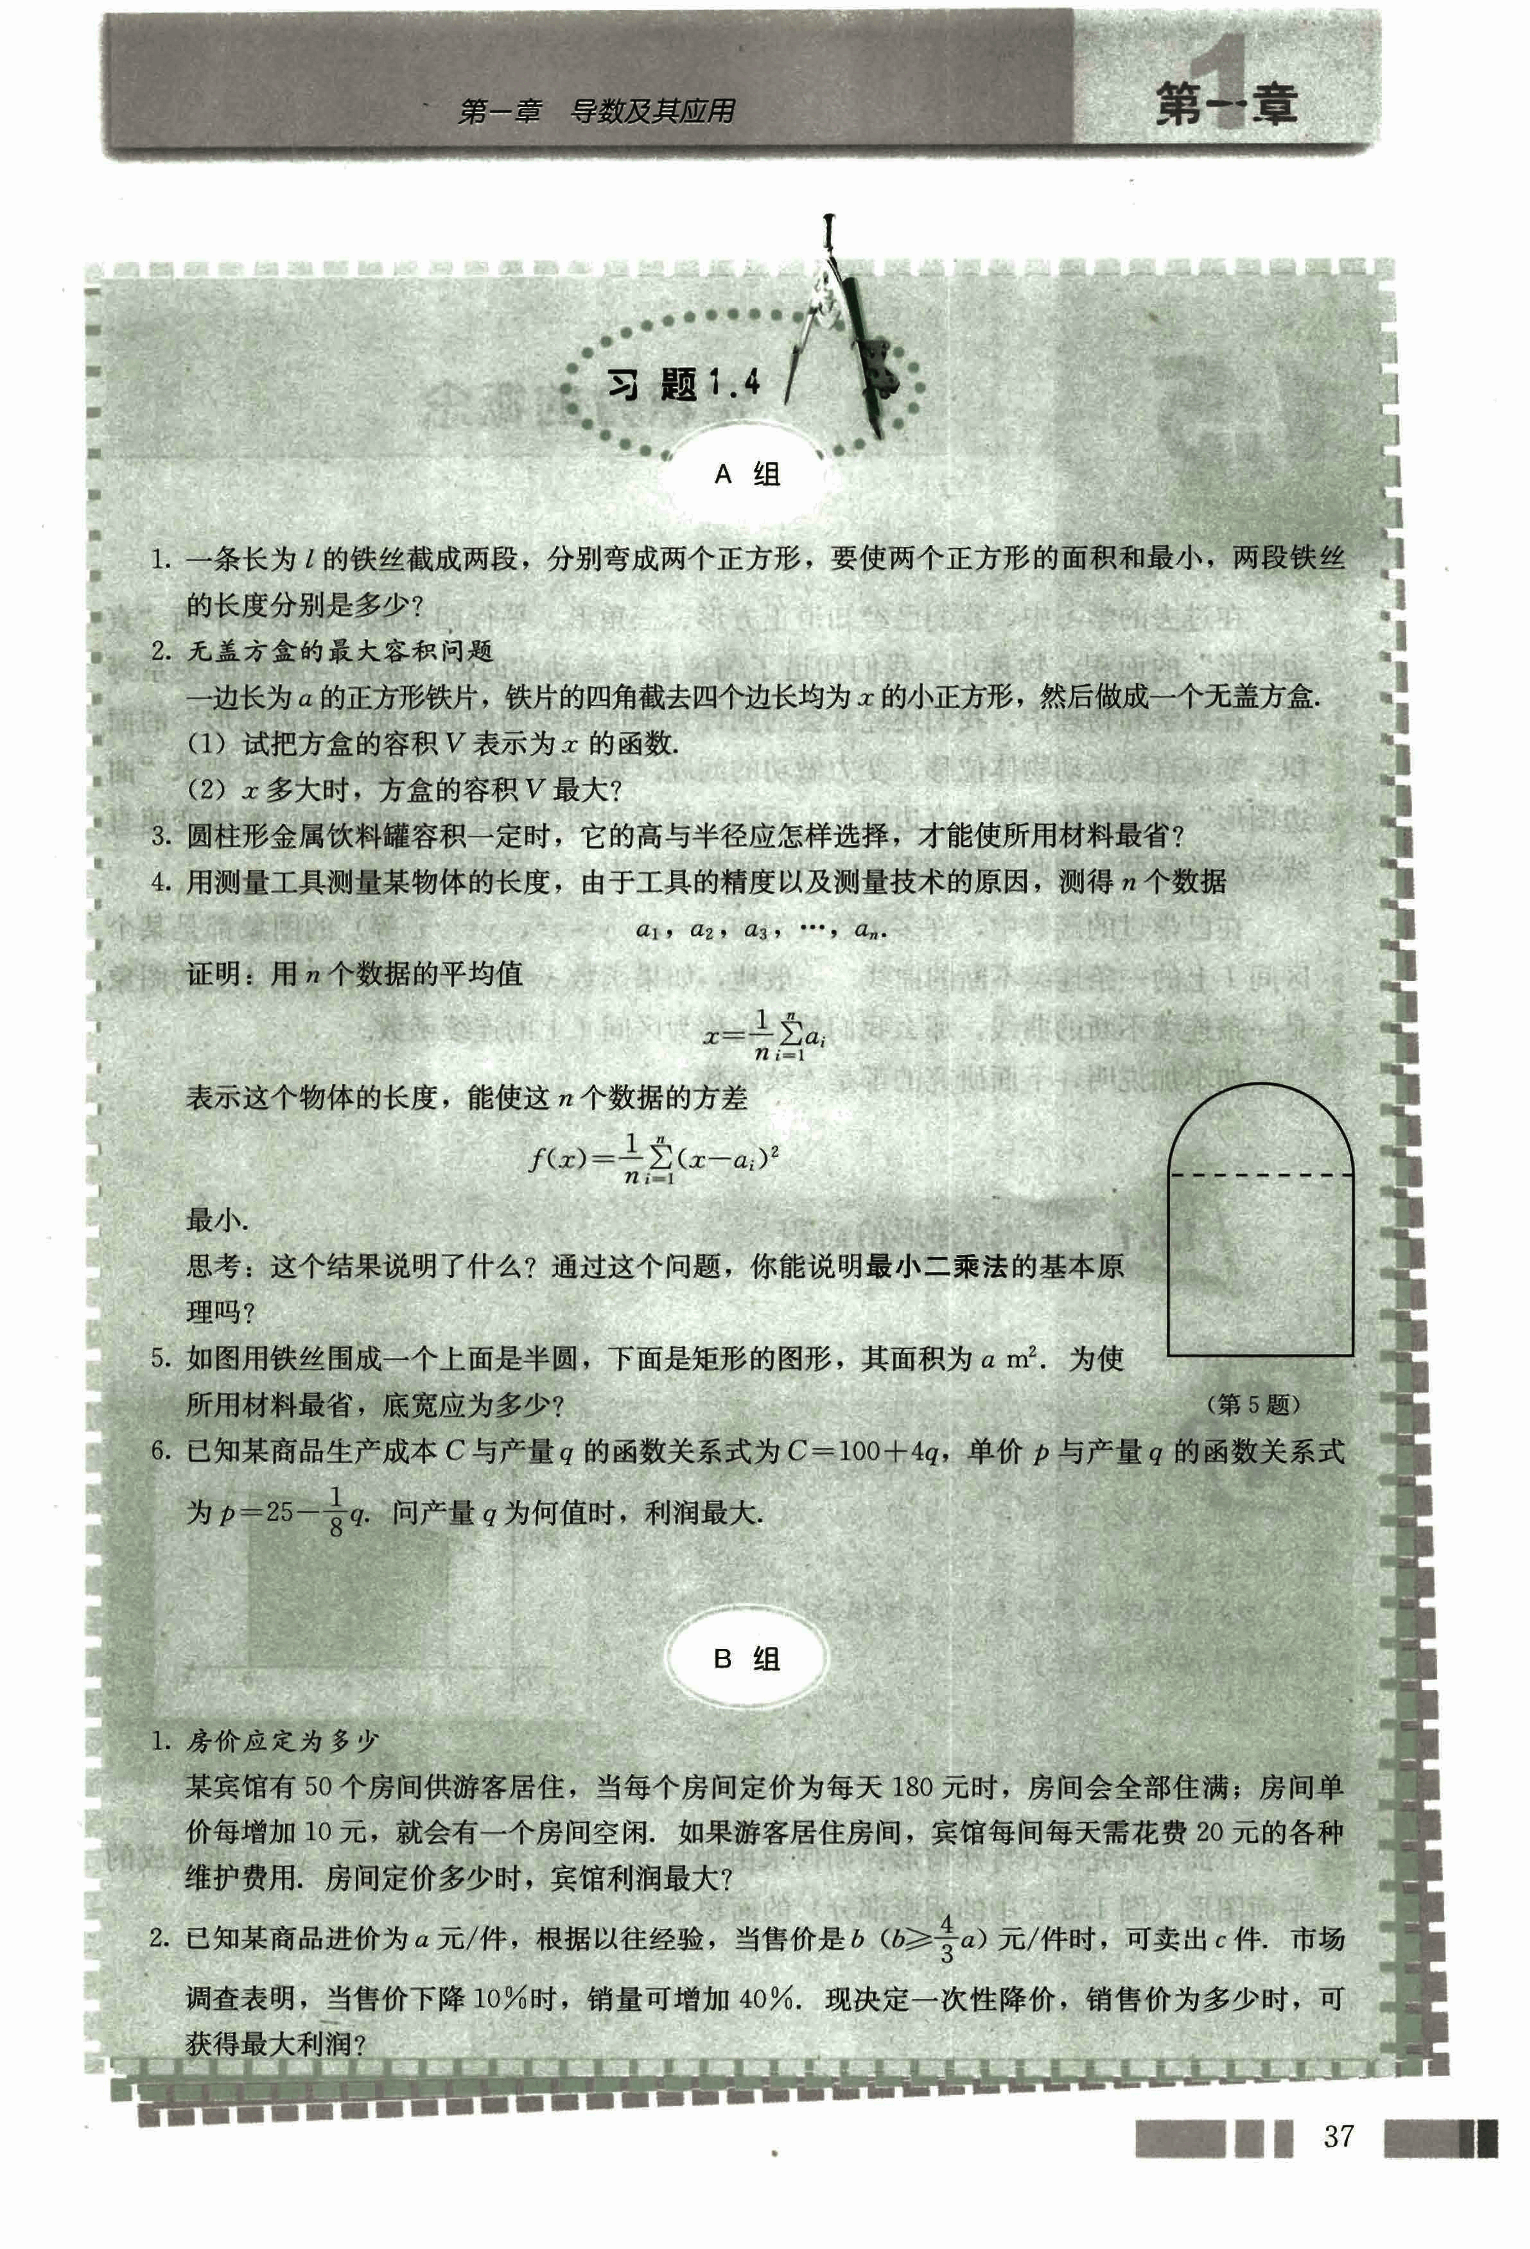 第一章 导数及其应用
第一章
习题1.4
A 组
1. 一条长为 l 的铁丝截成两段，分别弯成两个正方形，要使两个正方形的面积和最小，两段铁丝
的长度分别是多少？
2. 无盖方盒的最大容积问题
一边长为 a 的正方形铁片，铁片的四角截去四个边长均为 x 的小正方形，然后做成一个无盖方盒.
（1）试把方盒的容积 V 表示为 x 的函数.
（2）x 多大时，方盒的容积 V 最大？
3. 圆柱形金属饮料罐容积一定时，它的高与半径应怎样选择，才能使所用材料最省？
4. 用测量工具测量某物体的长度，由于工具的精度以及测量技术的原因，测得 n 个数据
a₁，a₂，a₃，…，aₙ.
证明：用 n 个数据的平均值
x=\frac{1}{n}\sum_{i=1}^{n}a_i
表示这个物体的长度，能使这 n 个数据的方差
f(x)=\frac{1}{n}\sum_{i=1}^{n}(x-a_i)^2
最小.
思考：这个结果说明了什么？通过这个问题，你能说明最小二乘法的基本原
理吗？
5. 如图用铁丝围成一个上面是半圆，下面是矩形的图形，其面积为 a m². 为使
所用材料最省，底宽应为多少？
（第 5 题）
6. 已知某商品生产成本 C 与产量 q 的函数关系式为 C=100+4q，单价 p 与产量 q 的函数关系式
为 p=25-\frac{1}{8}q. 问产量 q 为何值时，利润最大.
B 组
1. 房价应定为多少
某宾馆有 50 个房间供游客居住，当每个房间定价为每天 180 元时，房间会全部住满；房间单
价每增加 10 元，就会有一个房间空闲. 如果游客居住房间，宾馆每间每天需花费 20 元的各种
维护费用. 房间定价多少时，宾馆利润最大？
2. 已知某商品进价为 a 元/件，根据以往经验，当售价是 b（b≥\frac{4}{3}a）元/件时，可卖出 c 件. 市场
调查表明，当售价下降 10%时，销量可增加 40%. 现决定一次性降价，销售价为多少时，可
获得最大利润？
37